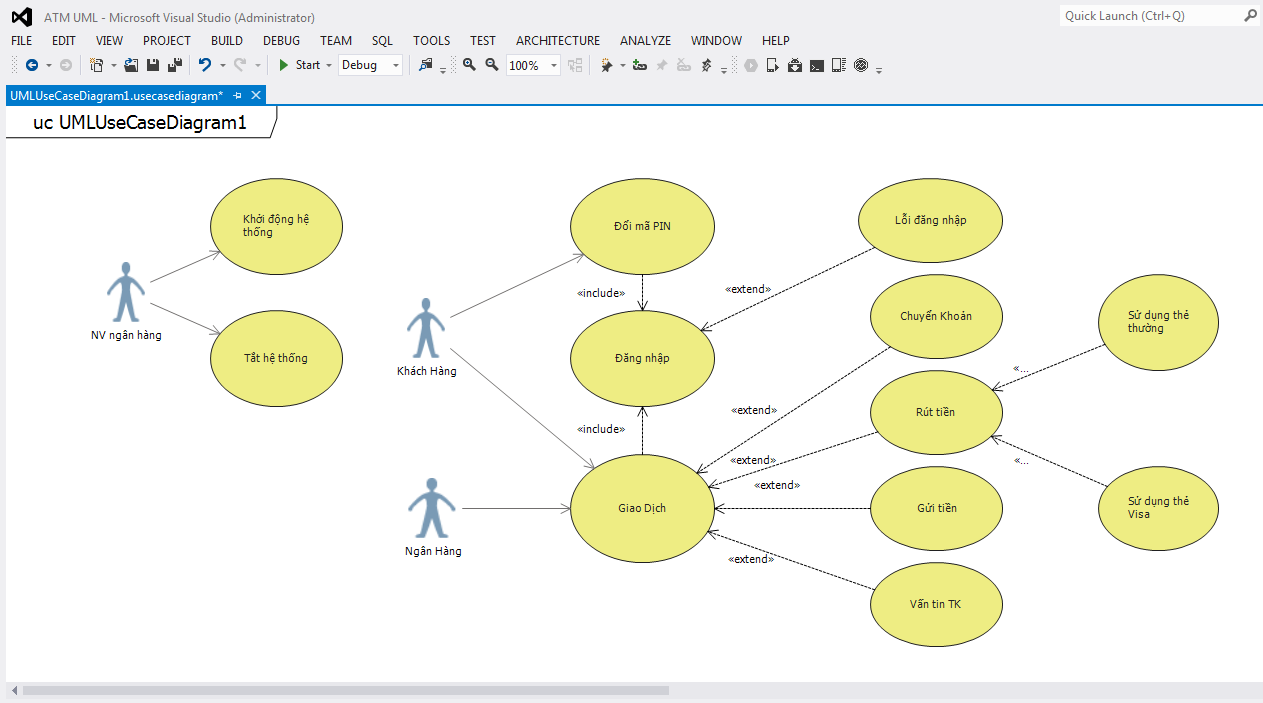 ATM UML - Microsoft Visual Studio (Administrator)
Quick Launch (Ctrl+Q)
FILE EDIT VIEW PROJECT BUILD DEBUG TEAM SQL TOOLS TEST ARCHITECTURE ANALYZE WINDOW HELP
Start Debug 100%
UMLUseCaseDiagram1.usecasediagram*
uc UMLUseCaseDiagram1
Khởi động hệ
thống
NV ngân hàng
Tắt hệ thống
Đổi mã PIN
Lỗi đăng nhập
«include»
«extend»
Khách Hàng
Đăng nhập
Chuyển Khoản
Sử dụng thẻ
thường
«...
«extend»
Rút tiền
«include»
«extend»
«...
«extend»
Ngân Hàng
Giao Dịch
Gửi tiền
Sử dụng thẻ
Visa
«extend»
Vấn tin TK